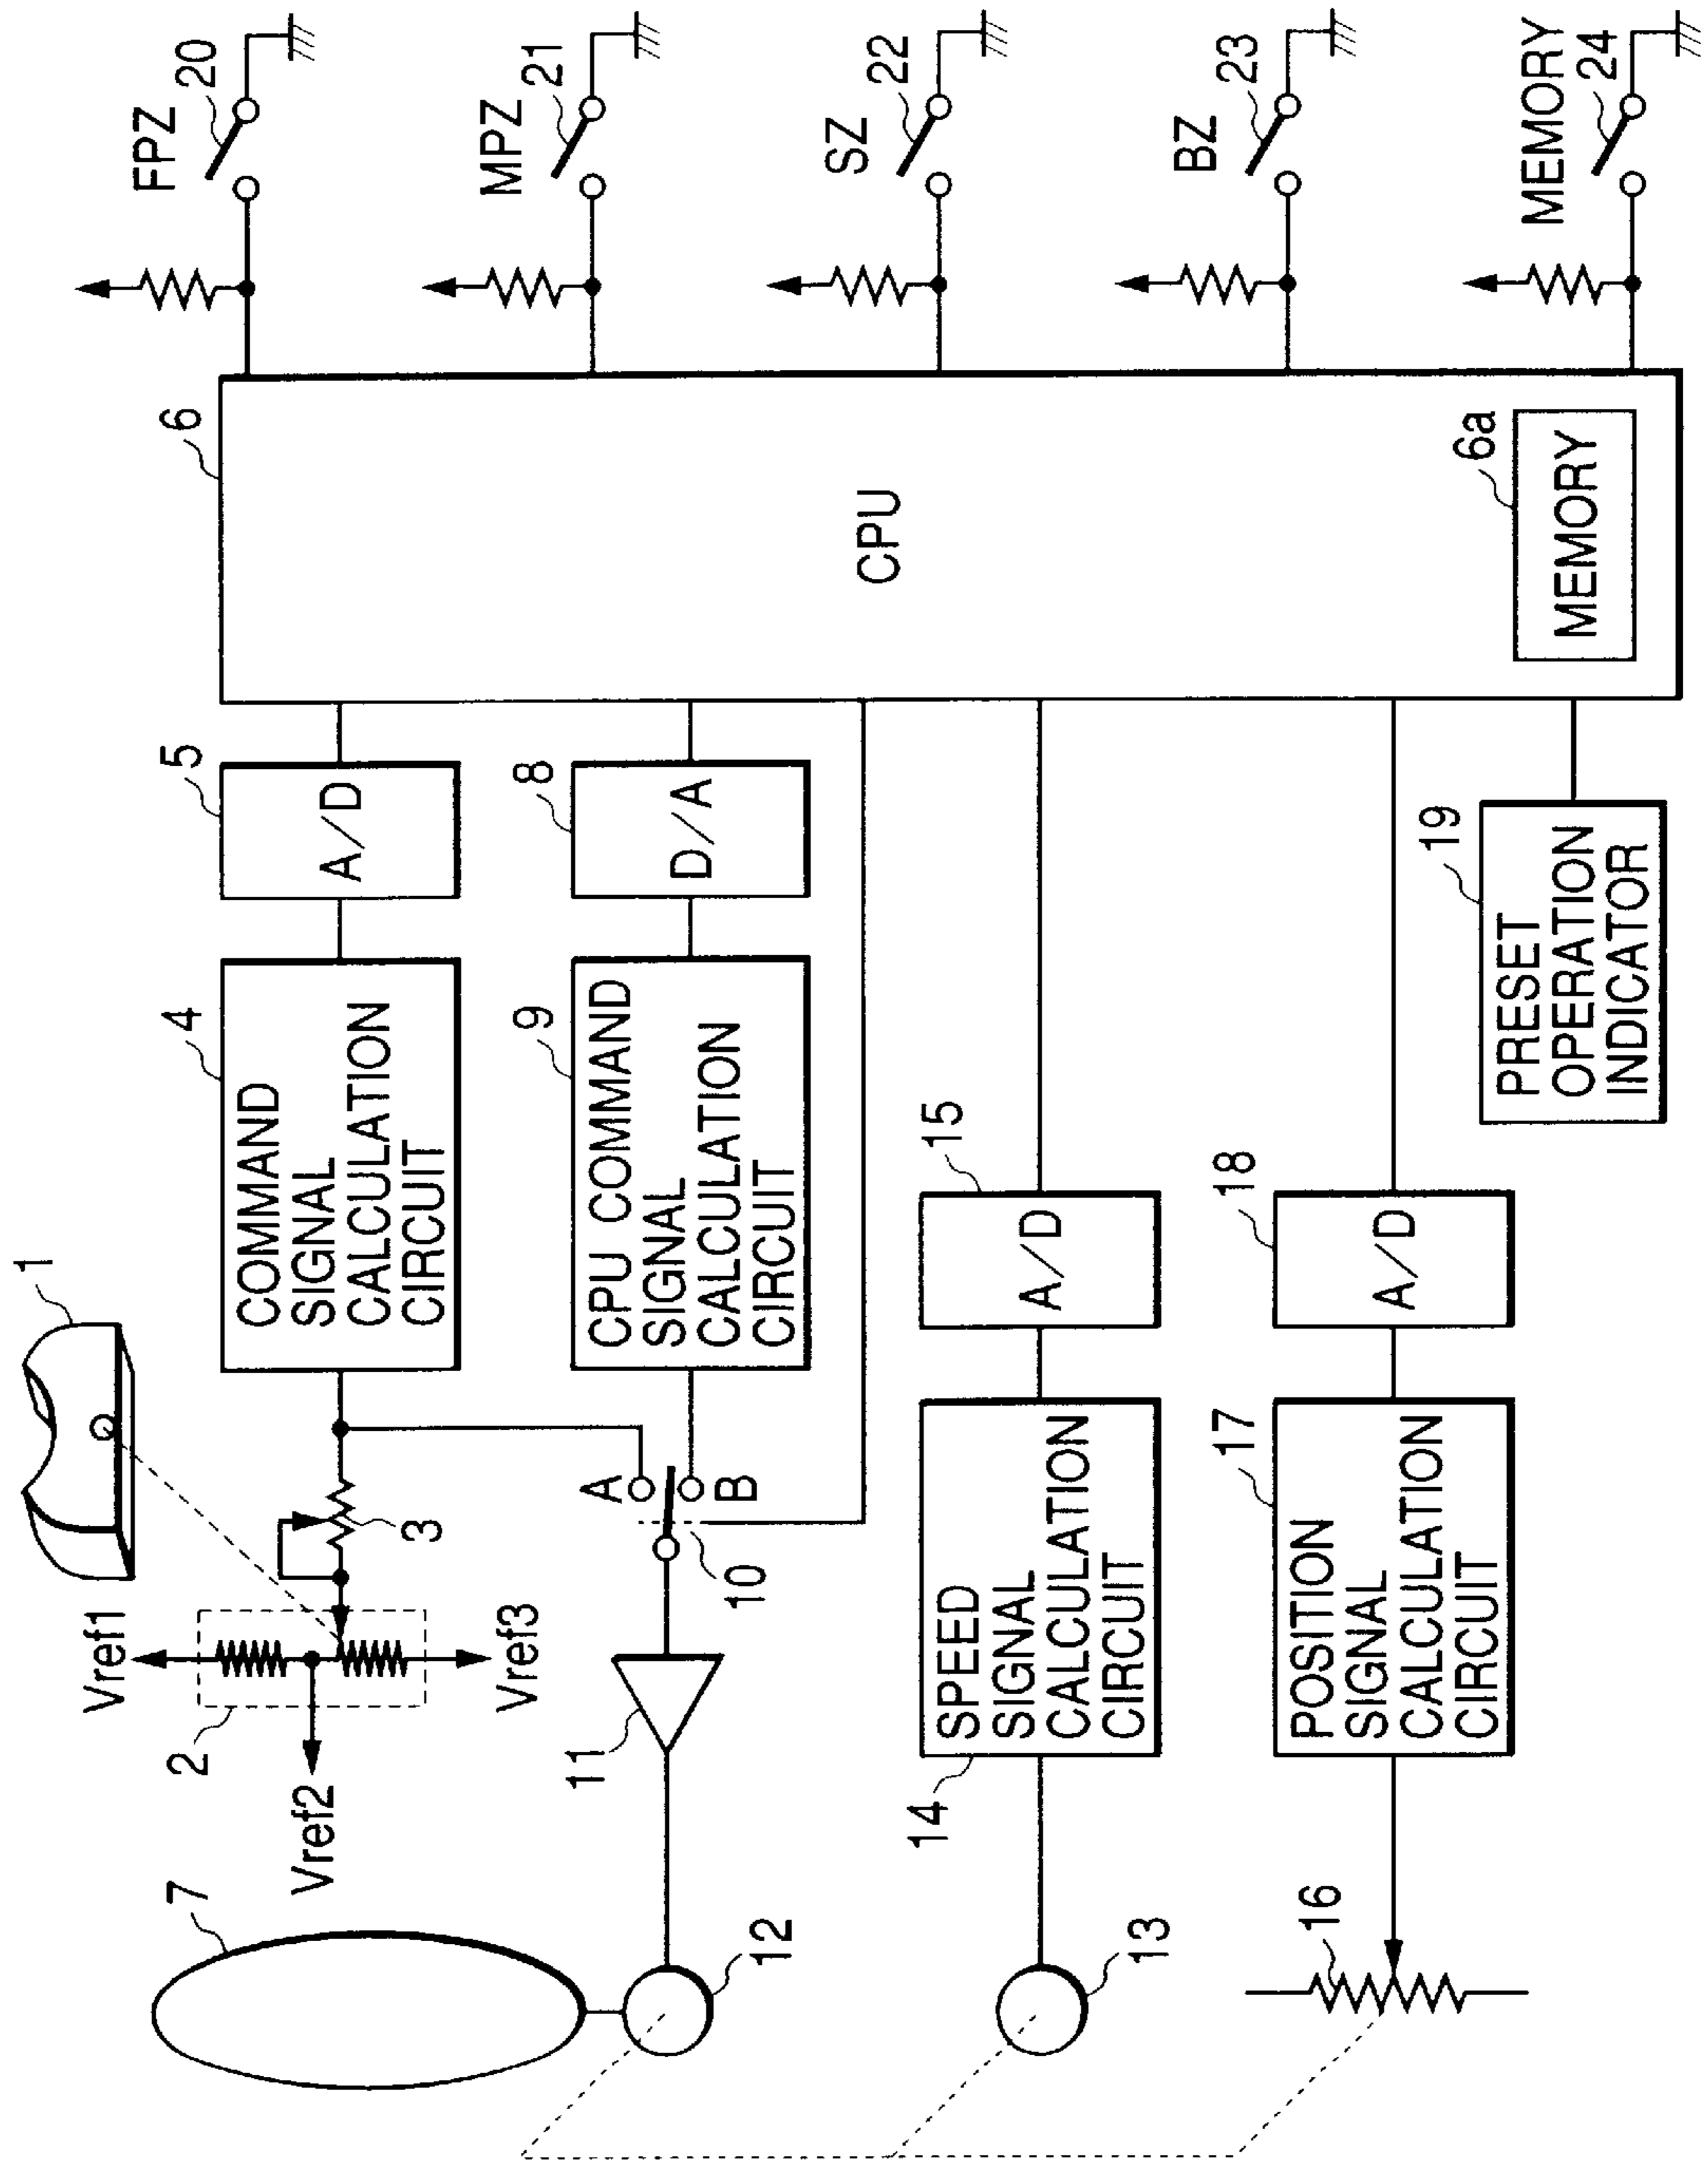 1
Vref1
2
Vref2
Vref3
3
4
COMMAND
SIGNAL
CALCULATION
CIRCUIT
5
A/D
6
CPU
6a
MEMORY
FPZ
20
MPZ
21
SZ
22
BZ
23
MEMORY
24
7
12
11
10
A
B
9
CPU COMMAND
SIGNAL
CALCULATION
CIRCUIT
8
D/A
13
14
SPEED
SIGNAL
CALCULATION
CIRCUIT
15
A/D
16
17
POSITION
SIGNAL
CALCULATION
CIRCUIT
18
A/D
19
PRESET
OPERATION
INDICATOR